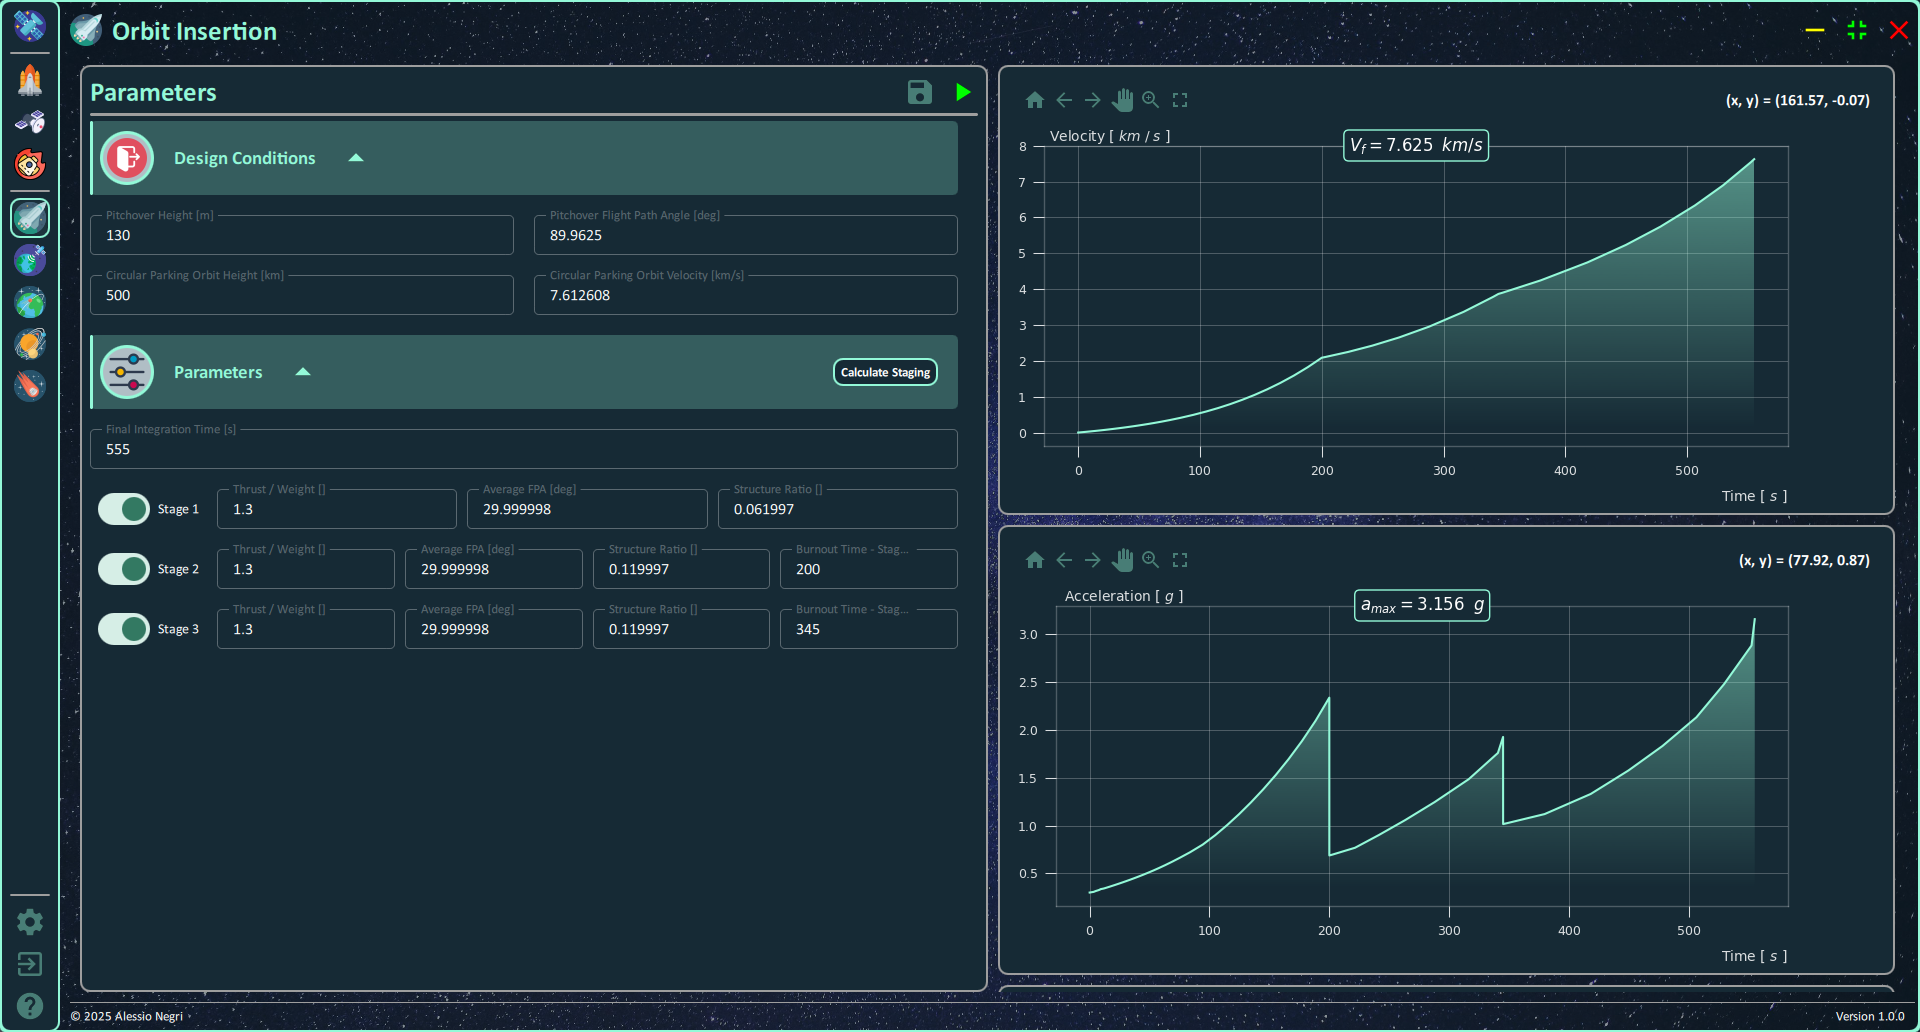 Orbit Insertion
Parameters
Design Conditions
Pitchover Height [m]
130
Pitchover Flight Path Angle [deg]
89.9625
Circular Parking Orbit Height [km]
500
Circular Parking Orbit Velocity [km/s]
7.612608
Parameters
Calculate Staging
Final Integration Time [s]
555
Stage 1
Thrust / Weight []
1.3
Average FPA [deg]
29.999998
Structure Ratio []
0.061997
Stage 2
Thrust / Weight []
1.3
Average FPA [deg]
29.999998
Structure Ratio []
0.119997
Burnout Time - Stag...
200
Stage 3
Thrust / Weight []
1.3
Average FPA [deg]
29.999998
Structure Ratio []
0.119997
Burnout Time - Stag...
345
(x, y) = (161.57, -0.07)
Velocity [ km / s ]
V_f = 7.625 km/s
8
7
6
5
4
3
2
1
0
0 100 200 300 400 500
Time [ s ]
(x, y) = (77.92, 0.87)
Acceleration [ g ]
a_max = 3.156 g
3.0
2.5
2.0
1.5
1.0
0.5
0 100 200 300 400 500
Time [ s ]
© 2025 Alessio Negri
Version 1.0.0